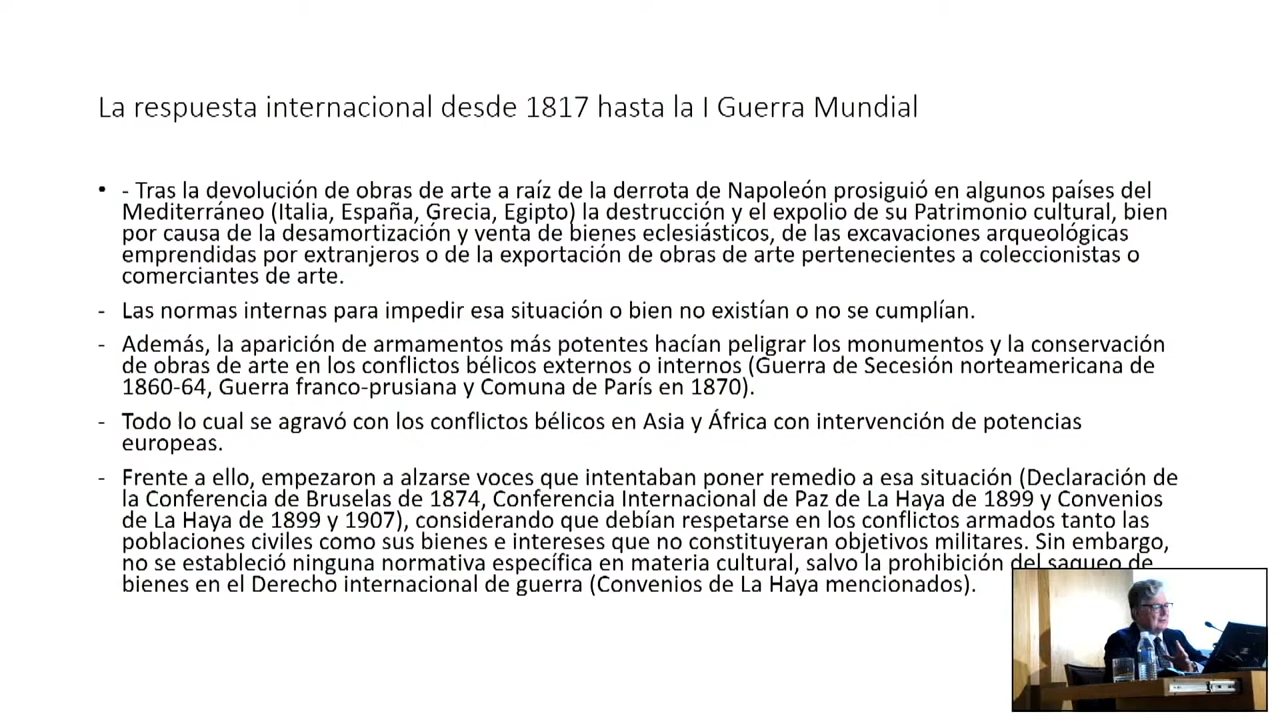 La respuesta internacional desde 1817 hasta la I Guerra Mundial
• - Tras la devolución de obras de arte a raíz de la derrota de Napoleón prosiguió en algunos países del
Mediterráneo (Italia, España, Grecia, Egipto) la destrucción y el expolio de su Patrimonio cultural, bien
por causa de la desamortización y venta de bienes eclesiásticos, de las excavaciones arqueológicas
emprendidas por extranjeros o de la exportación de obras de arte pertenecientes a coleccionistas o
comerciantes de arte.
- Las normas internas para impedir esa situación o bien no existían o no se cumplían.
- Además, la aparición de armamentos más potentes hacían peligrar los monumentos y la conservación
de obras de arte en los conflictos bélicos externos o internos (Guerra de Secesión norteamericana de
1860-64, Guerra franco-prusiana y Comuna de París en 1870).
- Todo lo cual se agravó con los conflictos bélicos en Asia y África con intervención de potencias
europeas.
- Frente a ello, empezaron a alzarse voces que intentaban poner remedio a esa situación (Declaración de
la Conferencia de Bruselas de 1874, Conferencia Internacional de Paz de La Haya de 1899 y Convenios
de La Haya de 1899 y 1907), considerando que debían respetarse en los conflictos armados tanto las
poblaciones civiles como sus bienes e intereses que no constituyeran objetivos militares. Sin embargo,
no se estableció ninguna normativa específica en materia cultural, salvo la prohibición del saqueo de
bienes en el Derecho internacional de guerra (Convenios de La Haya mencionados).